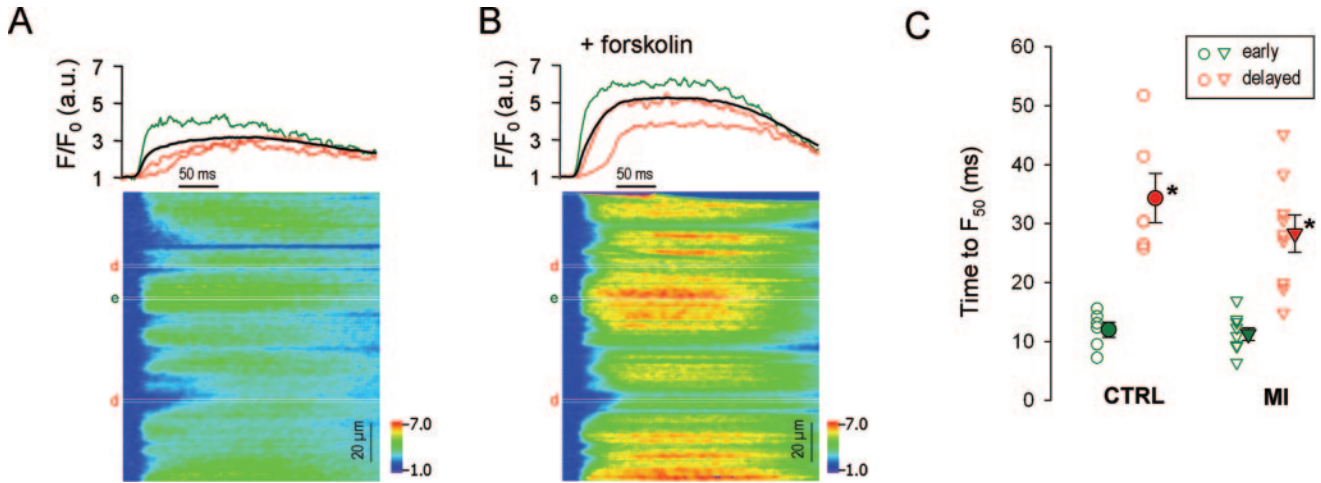 A
F/F0 (a.u.)
7
5
3
1
50 ms
d
e
d
20 µm
7.0
1.0
B
+ forskolin
F/F0 (a.u.)
7
5
3
1
50 ms
d
e
d
20 µm
7.0
1.0
C
Time to F50 (ms)
60
50
40
30
20
10
0
early
delayed
*
*
CTRL
MI